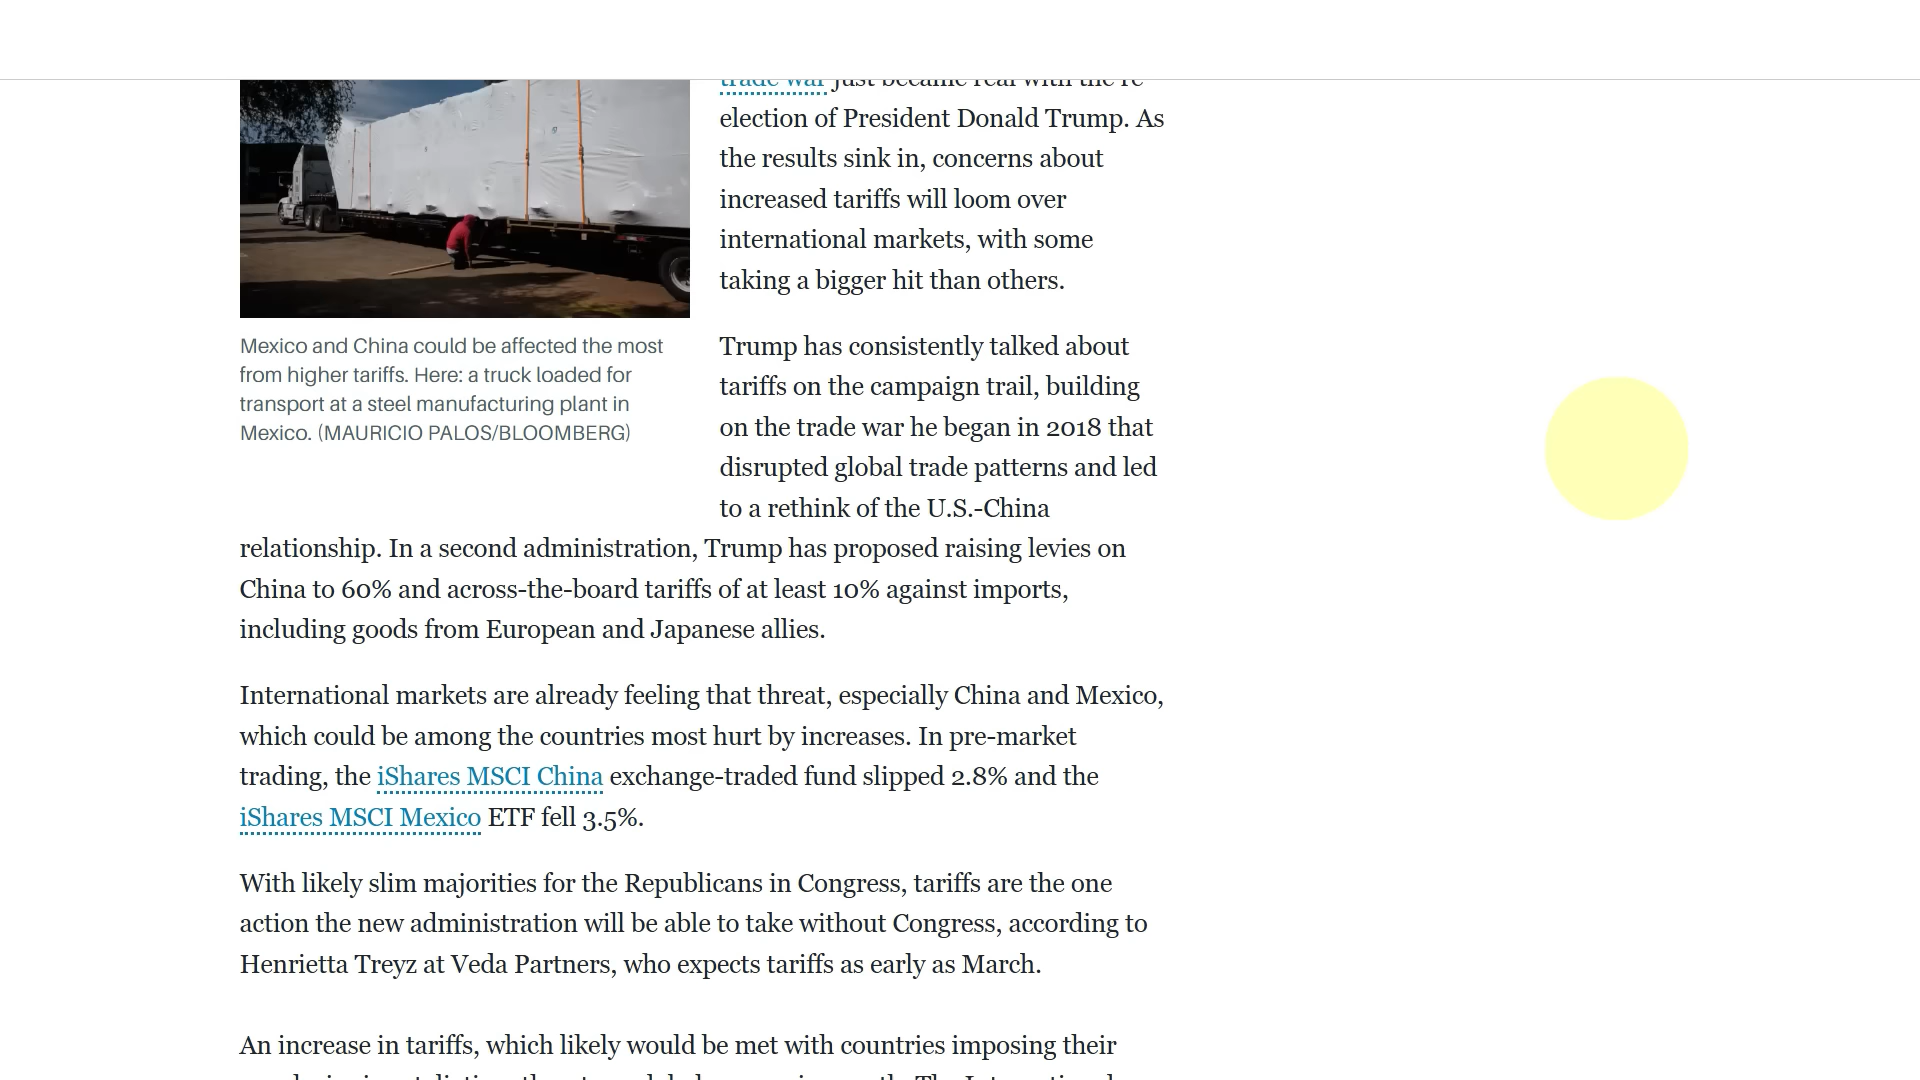 trade war just became real with the re-
election of President Donald Trump. As
the results sink in, concerns about
increased tariffs will loom over
international markets, with some
taking a bigger hit than others.
Mexico and China could be affected the most
from higher tariffs. Here: a truck loaded for
transport at a steel manufacturing plant in
Mexico. (MAURICIO PALOS/BLOOMBERG)
Trump has consistently talked about
tariffs on the campaign trail, building
on the trade war he began in 2018 that
disrupted global trade patterns and led
to a rethink of the U.S.-China
relationship. In a second administration, Trump has proposed raising levies on
China to 60% and across-the-board tariffs of at least 10% against imports,
including goods from European and Japanese allies.
International markets are already feeling that threat, especially China and Mexico,
which could be among the countries most hurt by increases. In pre-market
trading, the iShares MSCI China exchange-traded fund slipped 2.8% and the
iShares MSCI Mexico ETF fell 3.5%.
With likely slim majorities for the Republicans in Congress, tariffs are the one
action the new administration will be able to take without Congress, according to
Henrietta Treyz at Veda Partners, who expects tariffs as early as March.
An increase in tariffs, which likely would be met with countries imposing their